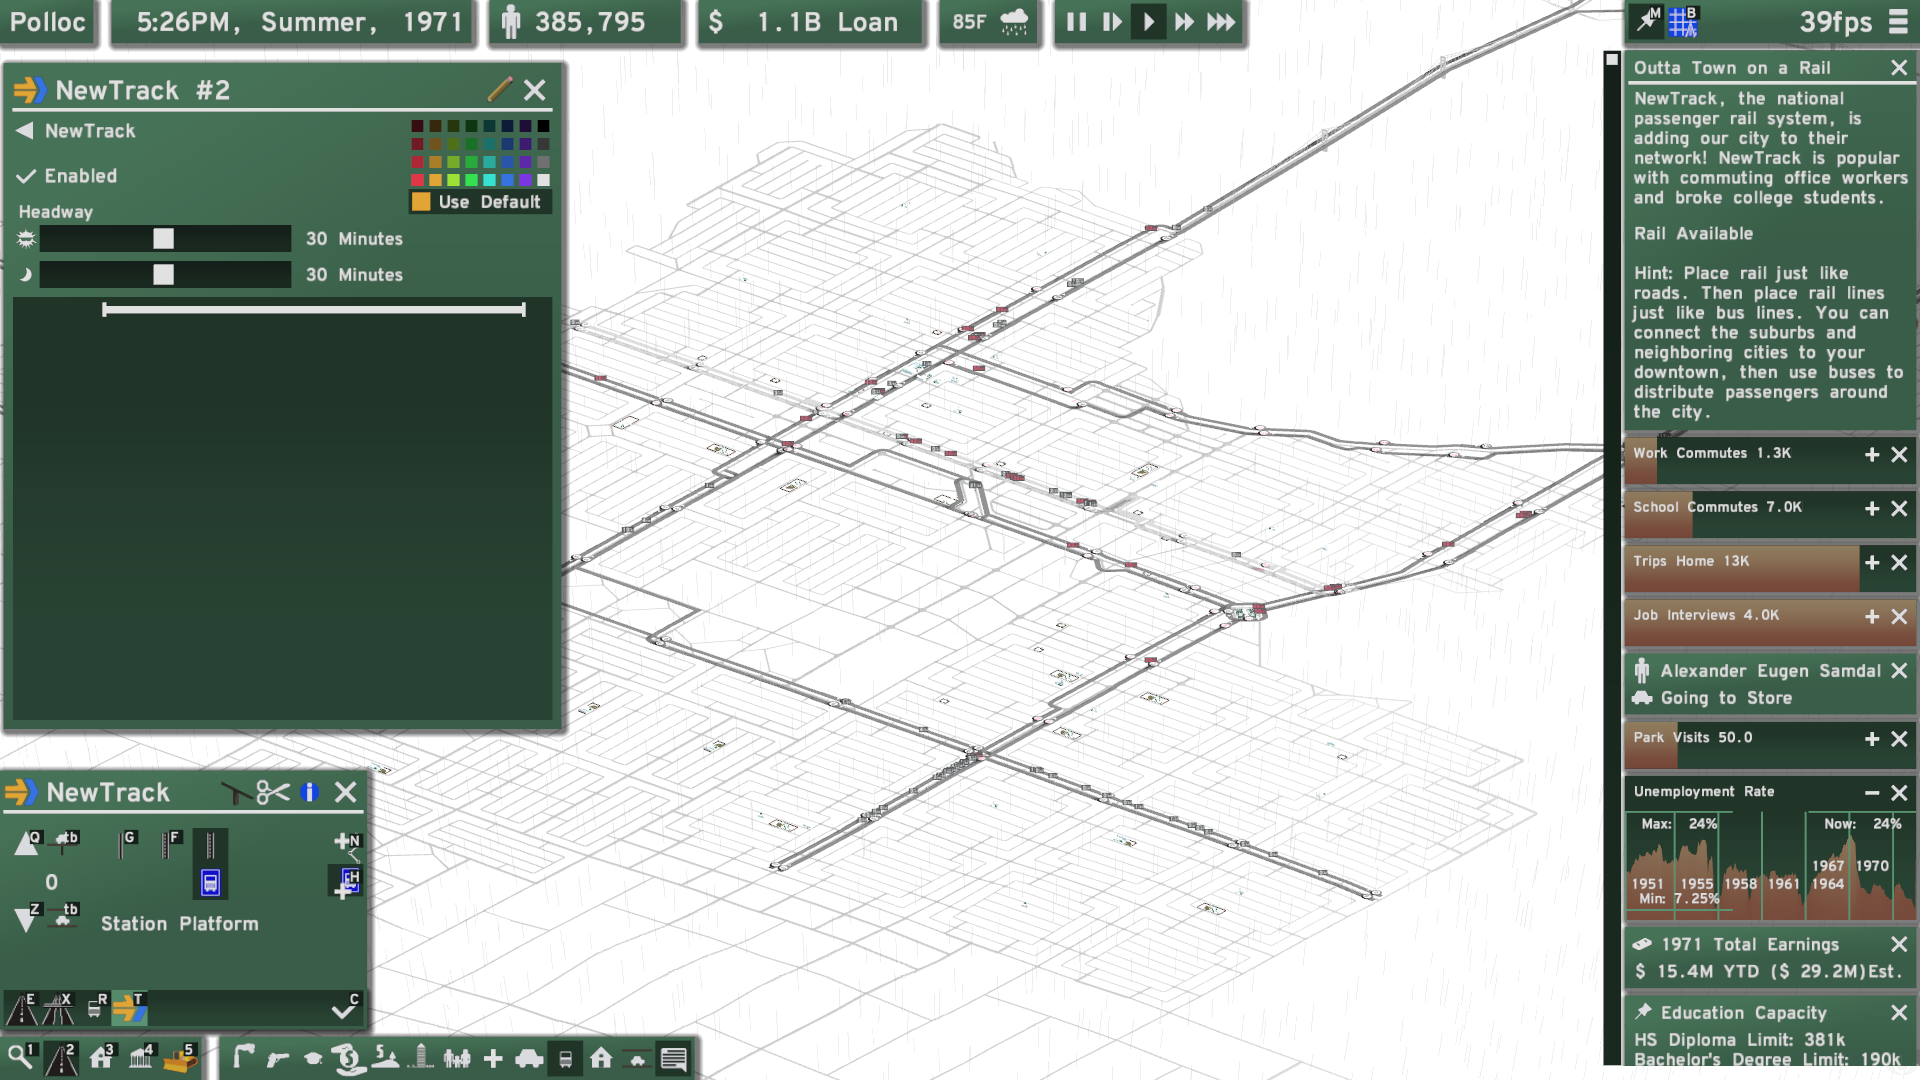 Polloc
5:26PM, Summer, 1971
385,795
$ 1.1B Loan
85F
M
B
39fps
NewTrack #2
NewTrack
Enabled
Use Default
Headway
30 Minutes
30 Minutes
Outta Town on a Rail
NewTrack, the national
passenger rail system, is
adding our city to their
network! NewTrack is popular
with commuting office workers
and broke college students.
Rail Available
Hint: Place rail just like
roads. Then place rail lines
just like bus lines. You can
connect the suburbs and
neighboring cities to your
downtown, then use buses to
distribute passengers around
the city.
Work Commutes 1.3K
School Commutes 7.0K
Trips Home 13K
Job Interviews 4.0K
Alexander Eugen Samdal
Going to Store
Park Visits 50.0
Unemployment Rate
Max: 24% Now: 24%
1967 1970
1951 1955 1958 1961 1964
Min: 7.25%
1971 Total Earnings
$ 15.4M YTD ($ 29.2M)Est.
Education Capacity
HS Diploma Limit: 381k
Bachelor's Degree Limit: 190k
NewTrack
Q tb G F N
0 H
Z tb
Station Platform
E X R T C
1 2 3 4 5